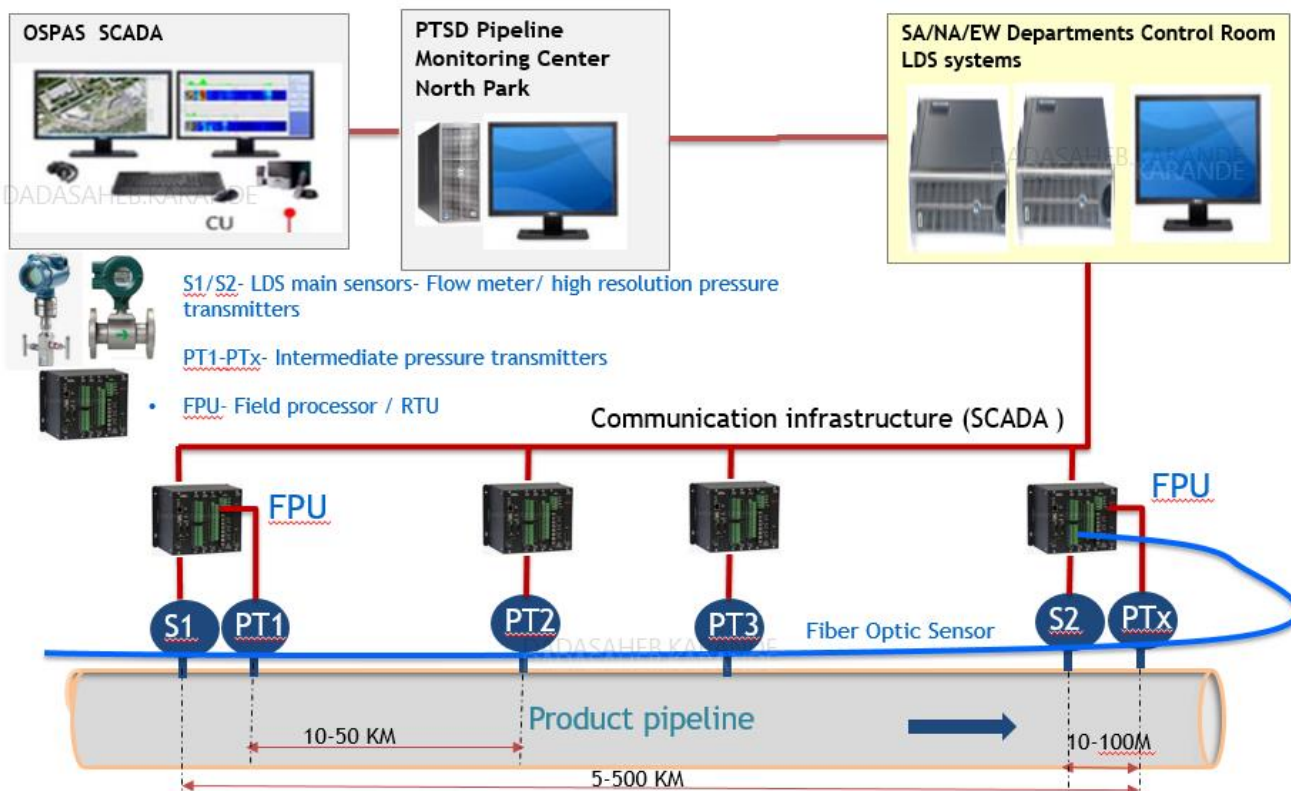 OSPAS SCADA
CU
PTSD Pipeline
Monitoring Center
North Park
SA/NA/EW Departments Control Room
LDS systems
DADASAHEB.KARANDE
DADASAHEB.KARANDE
KARANDE
S1/S2- LDS main sensors- Flow meter/ high resolution pressure
transmitters
PT1-PTx- Intermediate pressure transmitters
• FPU- Field processor / RTU
Communication infrastructure (SCADA )
FPU
FPU
S1
PT1
PT2
PT3
S2
PTx
Fiber Optic Sensor
DADASAHEB.KARANDE
Product pipeline
10-50 KM
10-100M
5-500 KM